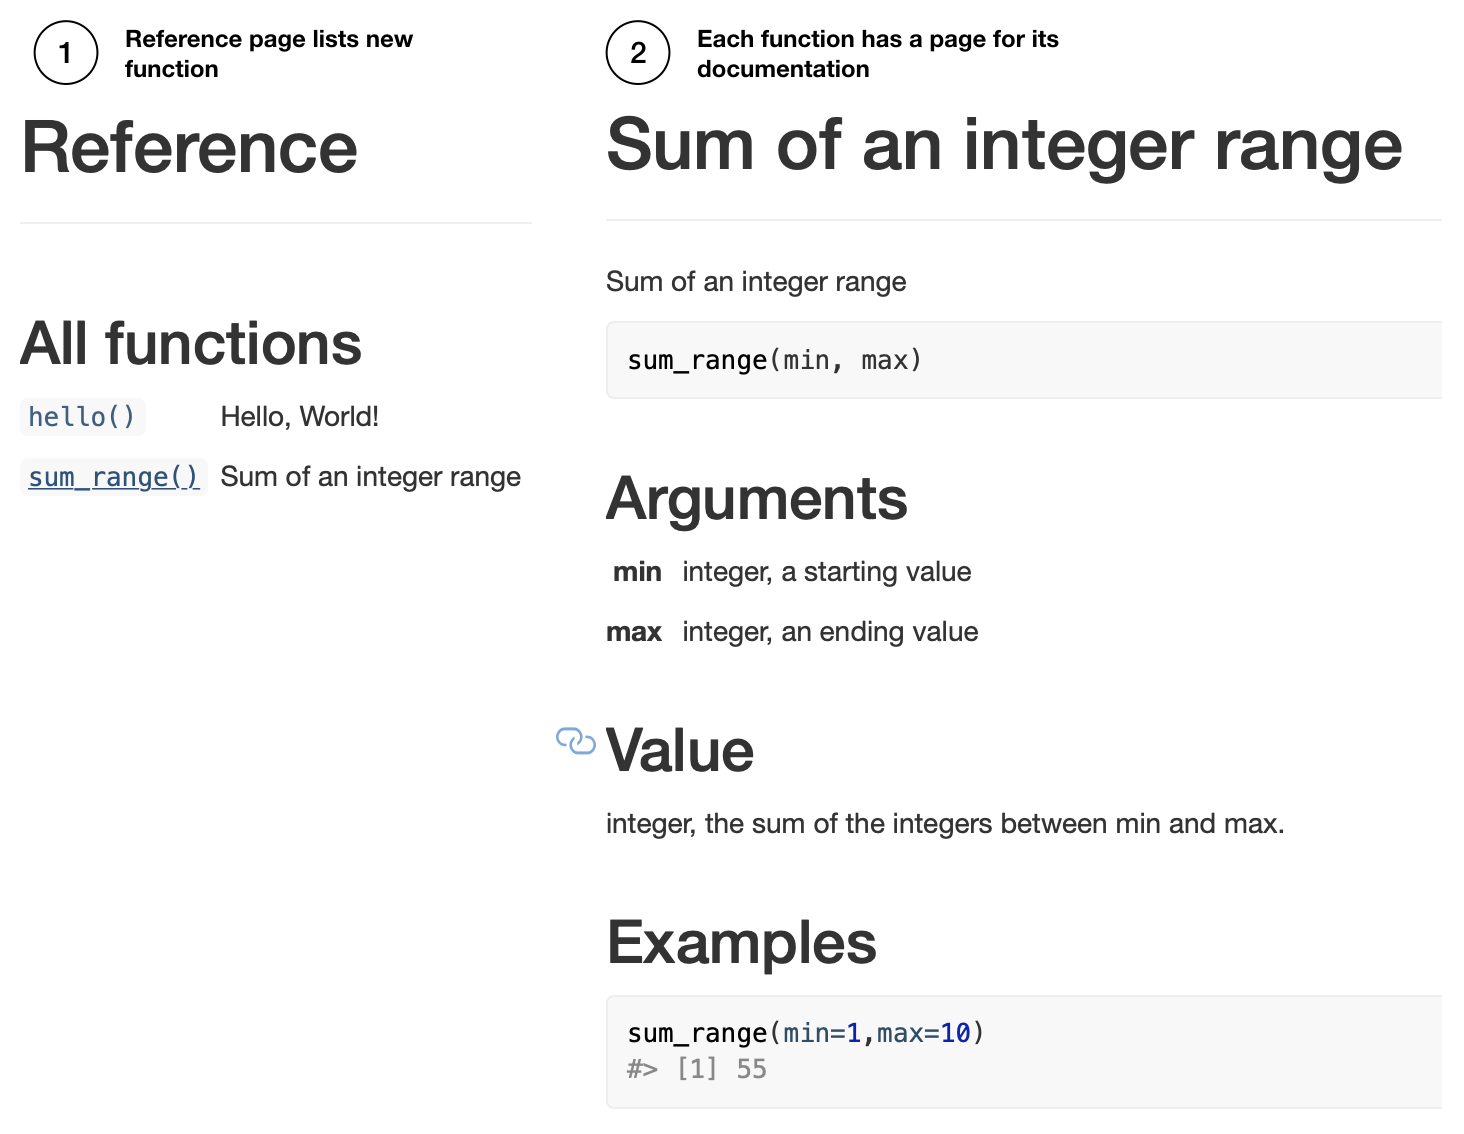 1
Reference page lists new
function
Reference
All functions
hello() Hello, World!
sum_range() Sum of an integer range
2
Each function has a page for its
documentation
Sum of an integer range
Sum of an integer range
sum_range(min, max)
Arguments
min integer, a starting value
max integer, an ending value
Value
integer, the sum of the integers between min and max.
Examples
sum_range(min=1,max=10)
#> [1] 55